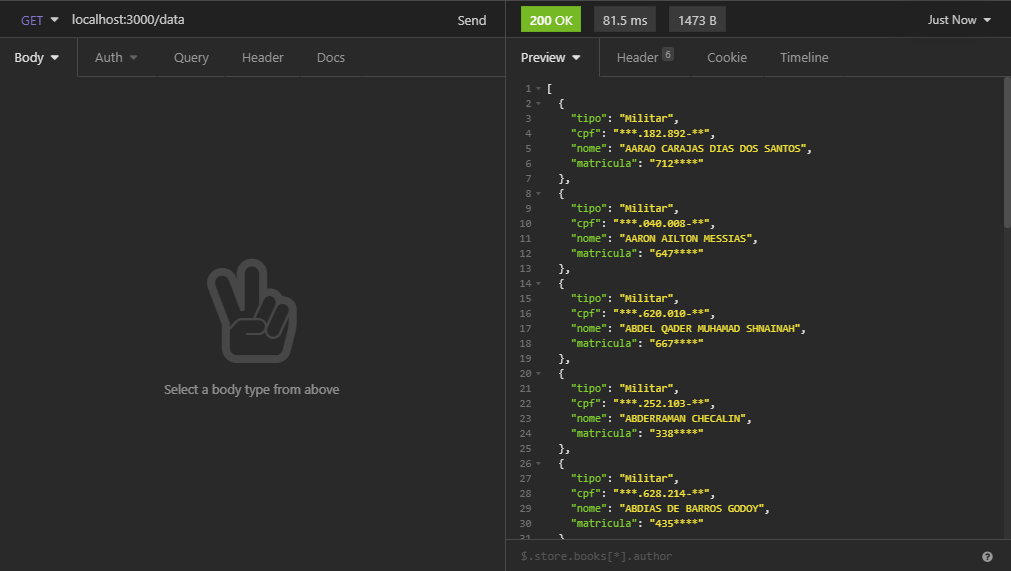 GET localhost:3000/data Send
200 OK 81.5 ms 1473 B Just Now
Body Auth Query Header Docs
Preview Header 6 Cookie Timeline
Select a body type from above
1 [
2 {
3 "tipo": "Militar",
4 "cpf": "***.182.892-**",
5 "nome": "AARAO CARAJAS DIAS DOS SANTOS",
6 "matricula": "712****"
7 },
8 {
9 "tipo": "Militar",
10 "cpf": "***.040.008-**",
11 "nome": "AARON AILTON MESSIAS",
12 "matricula": "647****"
13 },
14 {
15 "tipo": "Militar",
16 "cpf": "***.620.010-**",
17 "nome": "ABDEL QADER MUHAMAD SHNAINAH",
18 "matricula": "667****"
19 },
20 {
21 "tipo": "Militar",
22 "cpf": "***.252.103-**",
23 "nome": "ABDERRAMAN CHECALIN",
24 "matricula": "338****"
25 },
26 {
27 "tipo": "Militar",
28 "cpf": "***.628.214-**",
29 "nome": "ABDIAS DE BARROS GODOY",
30 "matricula": "435****"
31 }
$.store.books[*].author